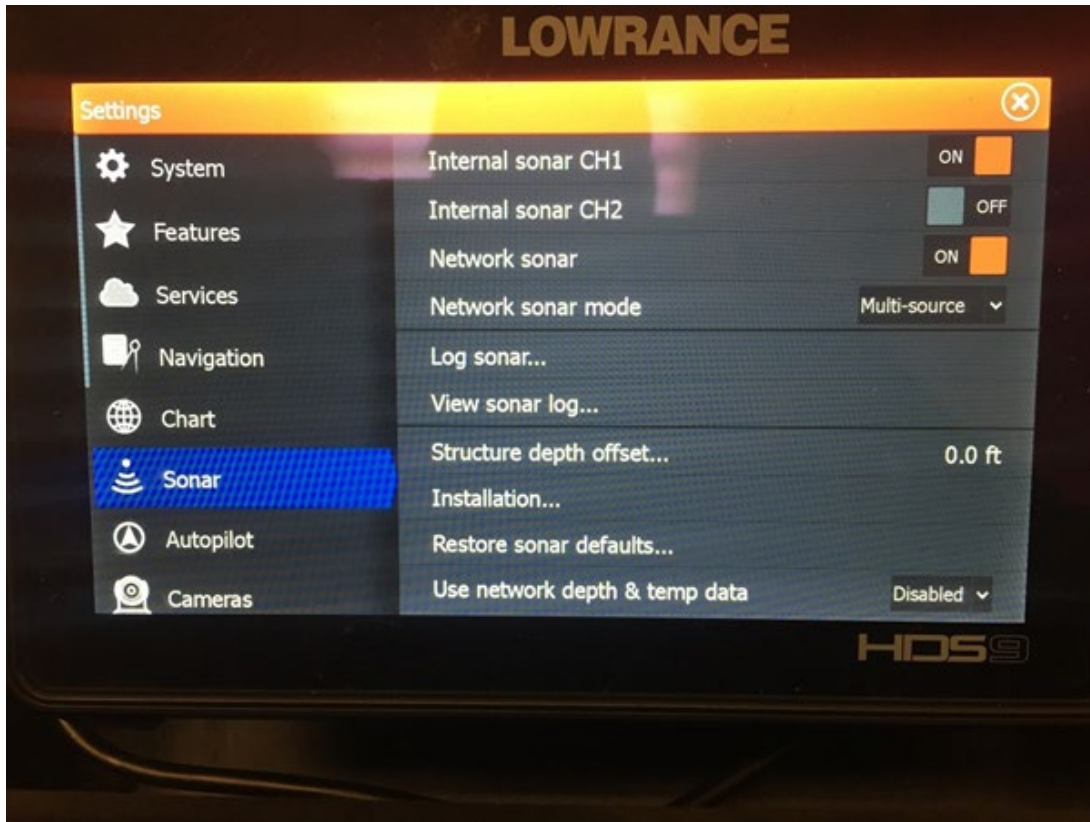 LOWRANCE
Settings
System
Features
Services
Navigation
Chart
Sonar
Autopilot
Cameras
Internal sonar CH1 ON
Internal sonar CH2 OFF
Network sonar ON
Network sonar mode Multi-source
Log sonar...
View sonar log...
Structure depth offset... 0.0 ft
Installation...
Restore sonar defaults...
Use network depth & temp data Disabled
HDS9